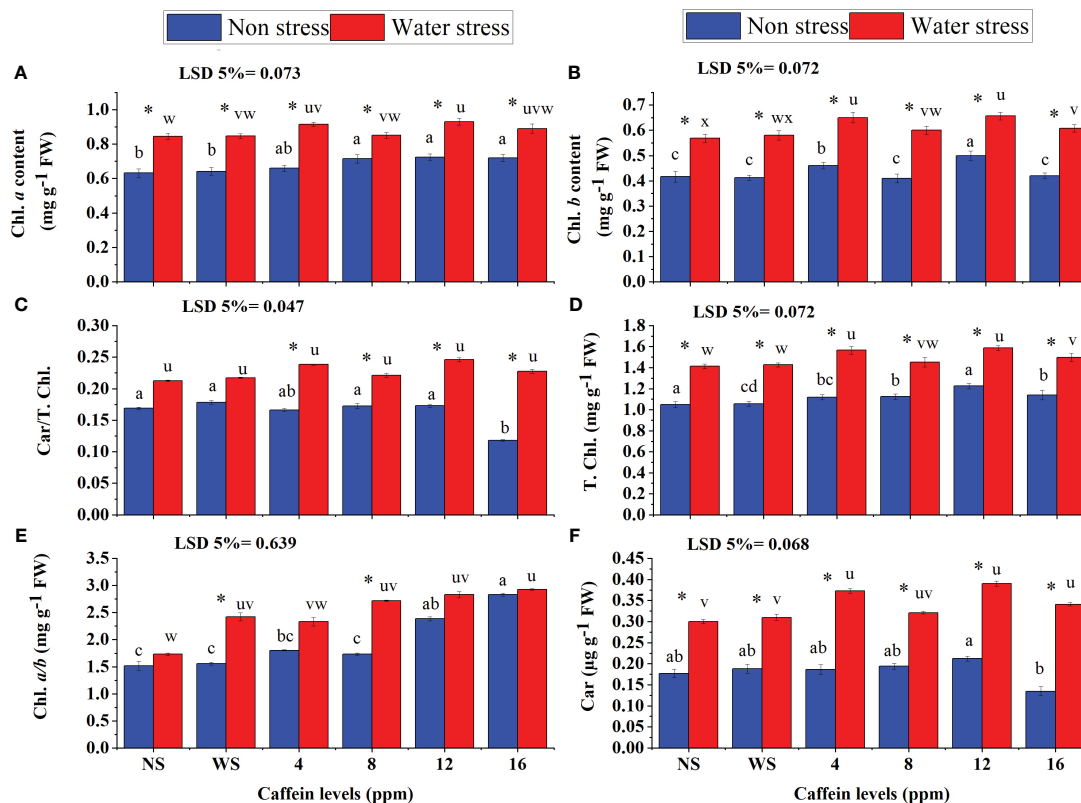 Non stress Water stress
Non stress Water stress
A
LSD 5%= 0.073
Chl. a content
(mg g-1 FW)
1.0
0.8
0.6
0.4
0.2
0.0
b b ab a a a
* w * vw * uv * vw * u * uvw
B
LSD 5%= 0.072
Chl. b content
(mg g-1 FW)
0.7
0.6
0.5
0.4
0.3
0.2
0.1
0.0
c c b c a c
* x * wx * u * vw * u * v
C
LSD 5%= 0.047
Car/T. Chl.
0.30
0.25
0.20
0.15
0.10
0.05
0.00
a a ab a a b
u u * u * u * u * u
D
LSD 5%= 0.072
T. Chl. (mg g-1 FW)
1.8
1.6
1.4
1.2
1.0
0.8
0.6
0.4
0.2
0.0
a cd bc b a b
* w * w * u * vw * u * v
E
LSD 5%= 0.639
Chl. a/b (mg g-1 FW)
3.5
3.0
2.5
2.0
1.5
1.0
0.5
0.0
c c bc c ab a
w * uv vw * uv uv u
NS WS 4 8 12 16
Caffein levels (ppm)
F
LSD 5%= 0.068
Car (µg g-1 FW)
0.45
0.40
0.35
0.30
0.25
0.20
0.15
0.10
0.05
0.00
ab ab ab ab a b
* v * v * u * uv * u * u
NS WS 4 8 12 16
Caffein levels (ppm)